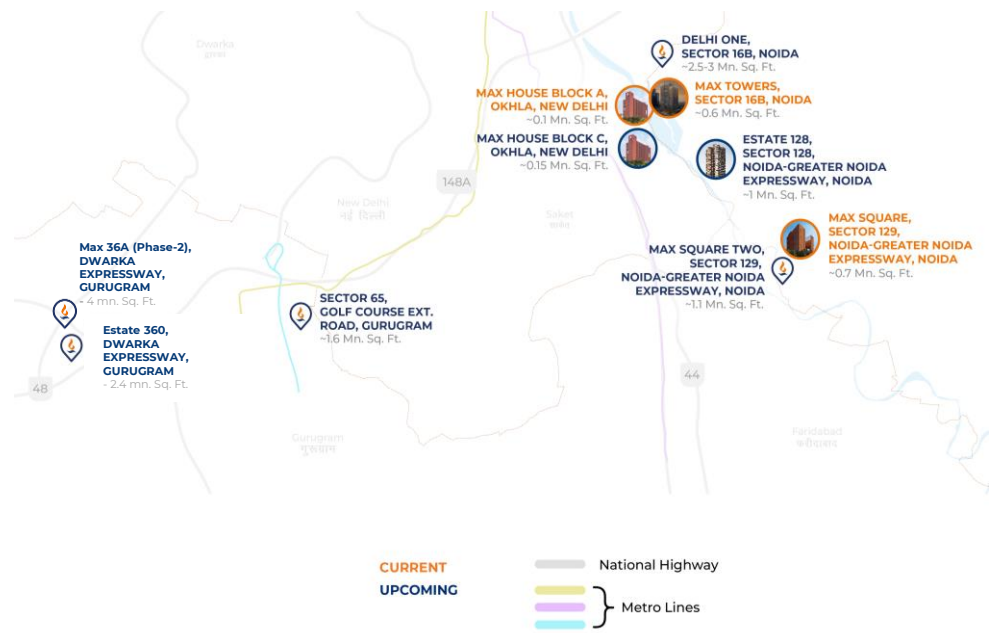 Dwarka
द्वारका
DELHI ONE,
SECTOR 16B, NOIDA
~2.5-3 Mn. Sq. Ft.
MAX HOUSE BLOCK A,
OKHLA, NEW DELHI
~0.1 Mn. Sq. Ft.
MAX TOWERS,
SECTOR 16B, NOIDA
~0.6 Mn. Sq. Ft.
MAX HOUSE BLOCK C,
OKHLA, NEW DELHI
~0.15 Mn. Sq. Ft.
ESTATE 128,
SECTOR 128,
NOIDA-GREATER NOIDA
EXPRESSWAY, NOIDA
~1 Mn. Sq. Ft.
148A
New Delhi
नई दिल्ली
Saket
साकेत
MAX SQUARE,
SECTOR 129,
NOIDA-GREATER NOIDA
EXPRESSWAY, NOIDA
~0.7 Mn. Sq. Ft.
MAX SQUARE TWO,
SECTOR 129,
NOIDA-GREATER NOIDA
EXPRESSWAY, NOIDA
~1.1 Mn. Sq. Ft.
Max 36A (Phase-2),
DWARKA
EXPRESSWAY,
GURUGRAM
- 4 mn. Sq. Ft.
SECTOR 65,
GOLF COURSE EXT.
ROAD, GURUGRAM
~1.6 Mn. Sq. Ft.
Estate 360,
DWARKA
EXPRESSWAY,
GURUGRAM
- 2.4 mn. Sq. Ft.
48
44
Gurugram
गुरूग्राम
Faridabad
फरीदाबाद
CURRENT
UPCOMING
National Highway
Metro Lines